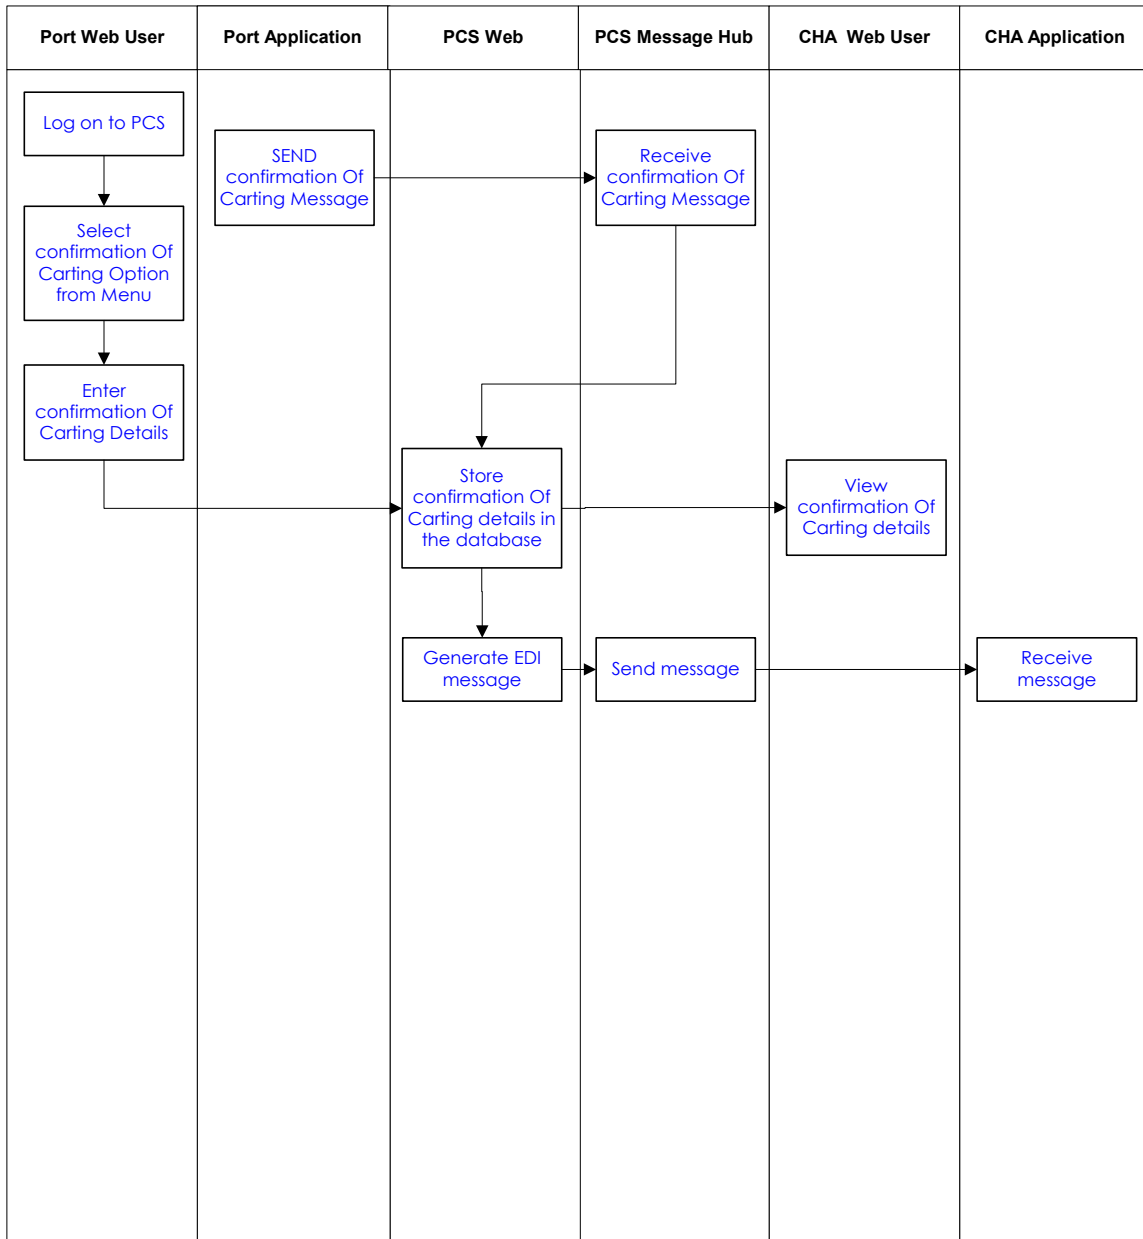 Port Web User
Port Application
PCS Web
PCS Message Hub
CHA Web User
CHA Application
Log on to PCS
SEND
confirmation Of
Carting Message
Receive
confirmation Of
Carting Message
Select
confirmation Of
Carting Option
from Menu
Enter
confirmation Of
Carting Details
Store
confirmation Of
Carting details in
the database
View
confirmation Of
Carting details
Generate EDI
message
Send message
Receive
message